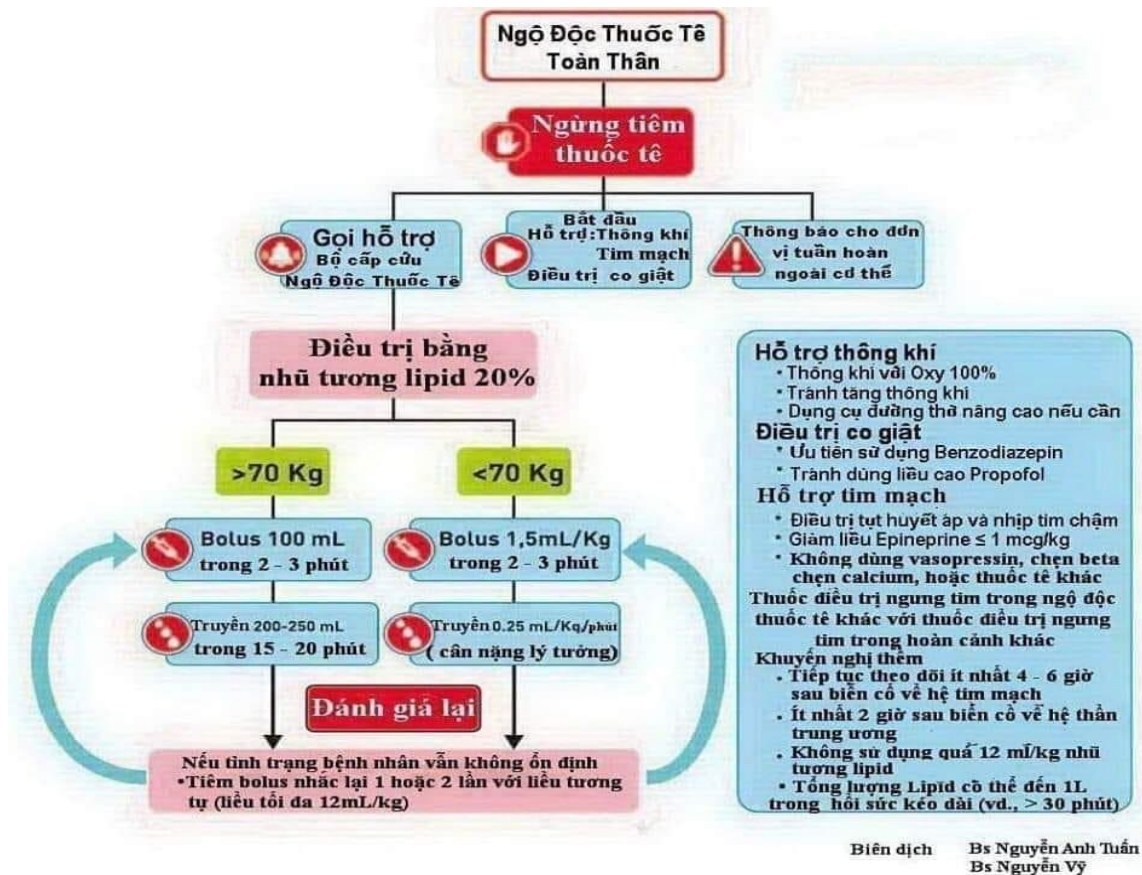 Ngộ Độc Thuốc Tê
Toàn Thân
Ngừng tiêm
thuốc tê
Gọi hỗ trợ
Bộ cấp cứu
Ngộ Độc Thuốc Tê
Bắt đầu
Hỗ trợ:Thông khí
Tim mạch
Điều trị co giật
Thông báo cho đơn
vị tuần hoàn
ngoài cơ thể
Điều trị bằng
nhũ tương lipid 20%
>70 Kg
<70 Kg
Bolus 100 mL
trong 2 - 3 phút
Bolus 1,5mL/Kg
trong 2 - 3 phút
Truyền 200-250 mL
trong 15 - 20 phút
Truyền 0.25 mL/Kg/phút
( cân nặng lý tưởng)
Đánh giá lại
Nếu tình trạng bệnh nhân vẫn không ổn định
•Tiêm bolus nhắc lại 1 hoặc 2 lần với liều tương
tự (liều tối đa 12mL/kg)
Hỗ trợ thông khí
• Thông khí với Oxy 100%
• Tránh tăng thông khí
• Dụng cụ đường thở nâng cao nếu cần
Điều trị co giật
• Ưu tiên sử dụng Benzodiazepin
• Tránh dùng liều cao Propofol
Hỗ trợ tim mạch
• Điều trị tụt huyết áp và nhịp tim chậm
• Giảm liều Epineprine ≤ 1 mcg/kg
• Không dùng vasopressin, chẹn beta
chẹn calcium, hoặc thuốc tê khác
Thuốc điều trị ngưng tim trong ngộ độc
thuốc tê khác với thuốc điều trị ngưng
tim trong hoàn cảnh khác
Khuyến nghị thêm
• Tiếp tục theo dõi ít nhất 4 - 6 giờ
sau biến cố về hệ tim mạch
• Ít nhất 2 giờ sau biến cố về hệ thần
trung ương
• Không sử dụng quá 12 ml/kg nhũ
tương lipid
• Tổng lượng Lipid có thể đến 1L
trong hồi sức kéo dài (vd., > 30 phút)
Biên dịch Bs Nguyễn Anh Tuấn
Bs Nguyễn Vỹ